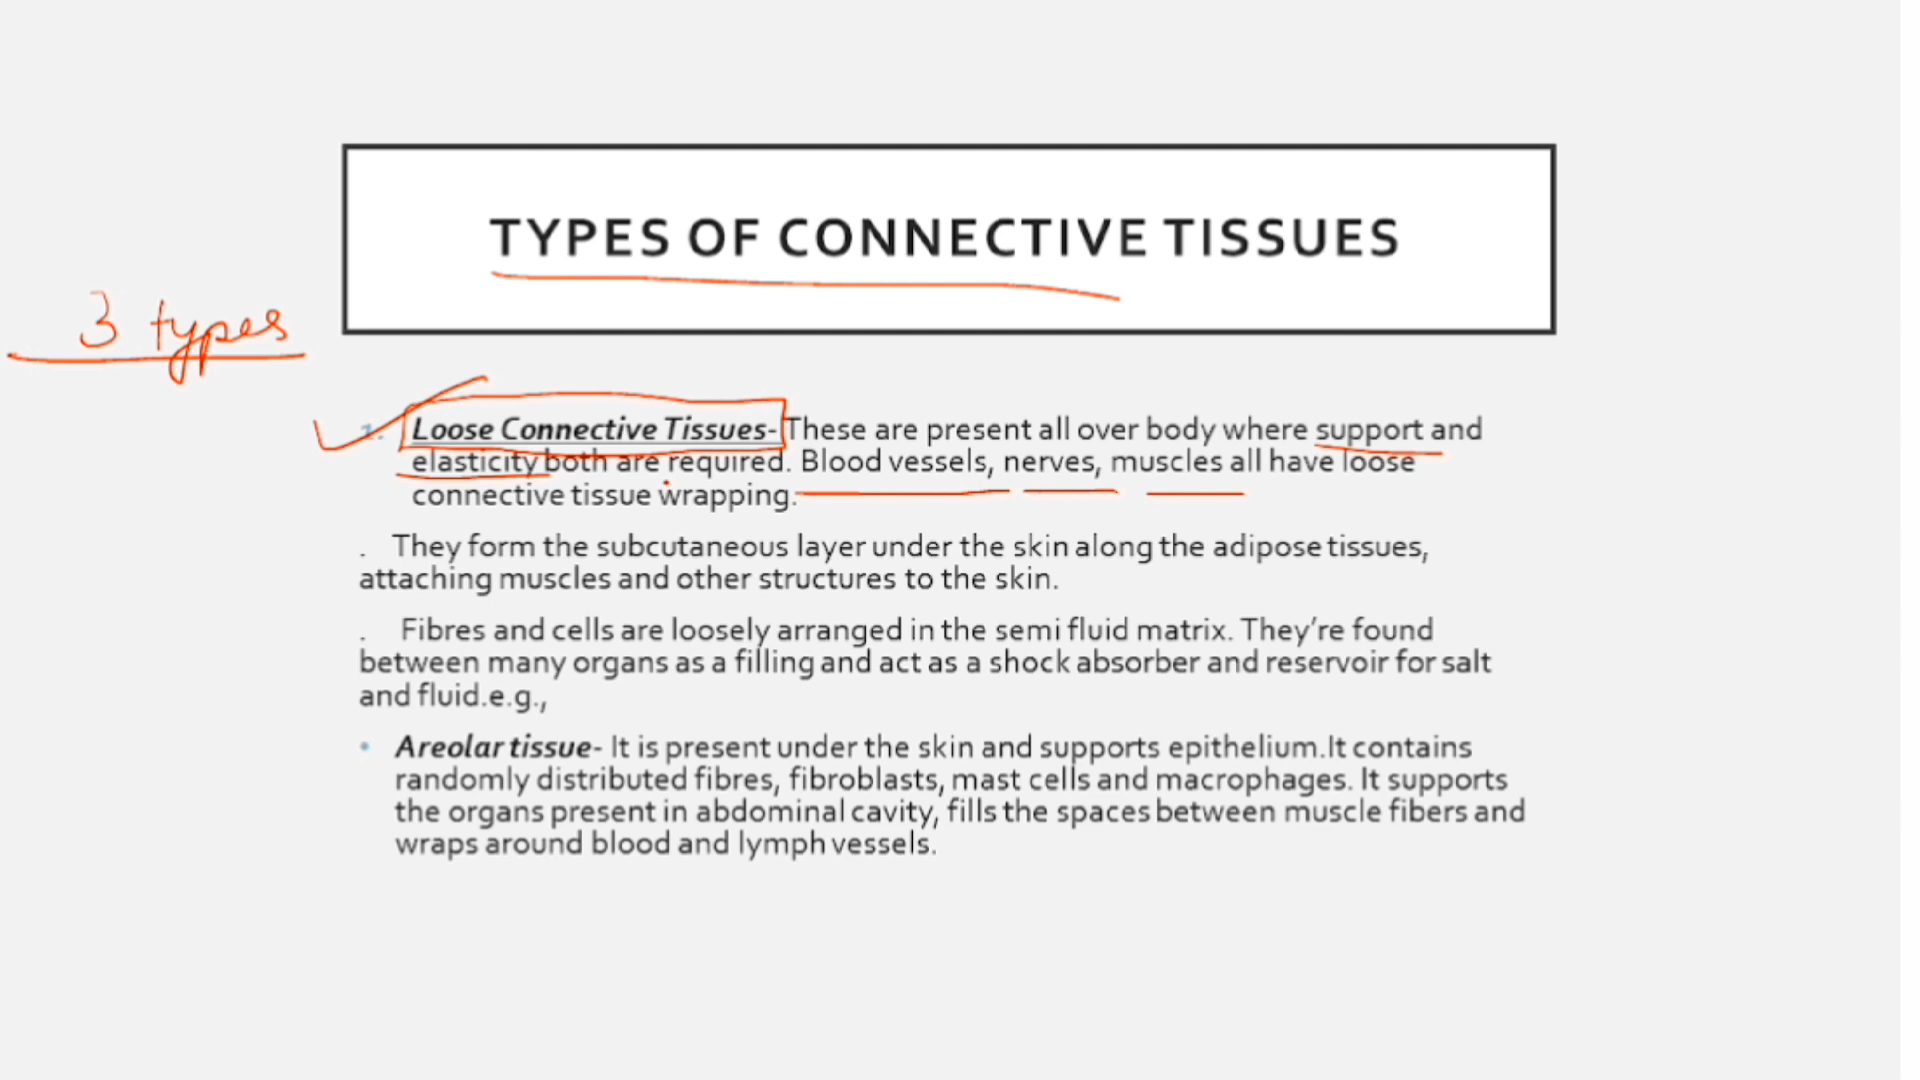 TYPES OF CONNECTIVE TISSUES
3 types
1. Loose Connective Tissues- These are present all over body where support and
elasticity both are required. Blood vessels, nerves, muscles all have loose
connective tissue wrapping.
. They form the subcutaneous layer under the skin along the adipose tissues,
attaching muscles and other structures to the skin.
. Fibres and cells are loosely arranged in the semi fluid matrix. They’re found
between many organs as a filling and act as a shock absorber and reservoir for salt
and fluid.e.g.,
• Areolar tissue- It is present under the skin and supports epithelium.It contains
randomly distributed fibres, fibroblasts, mast cells and macrophages. It supports
the organs present in abdominal cavity, fills the spaces between muscle fibers and
wraps around blood and lymph vessels.